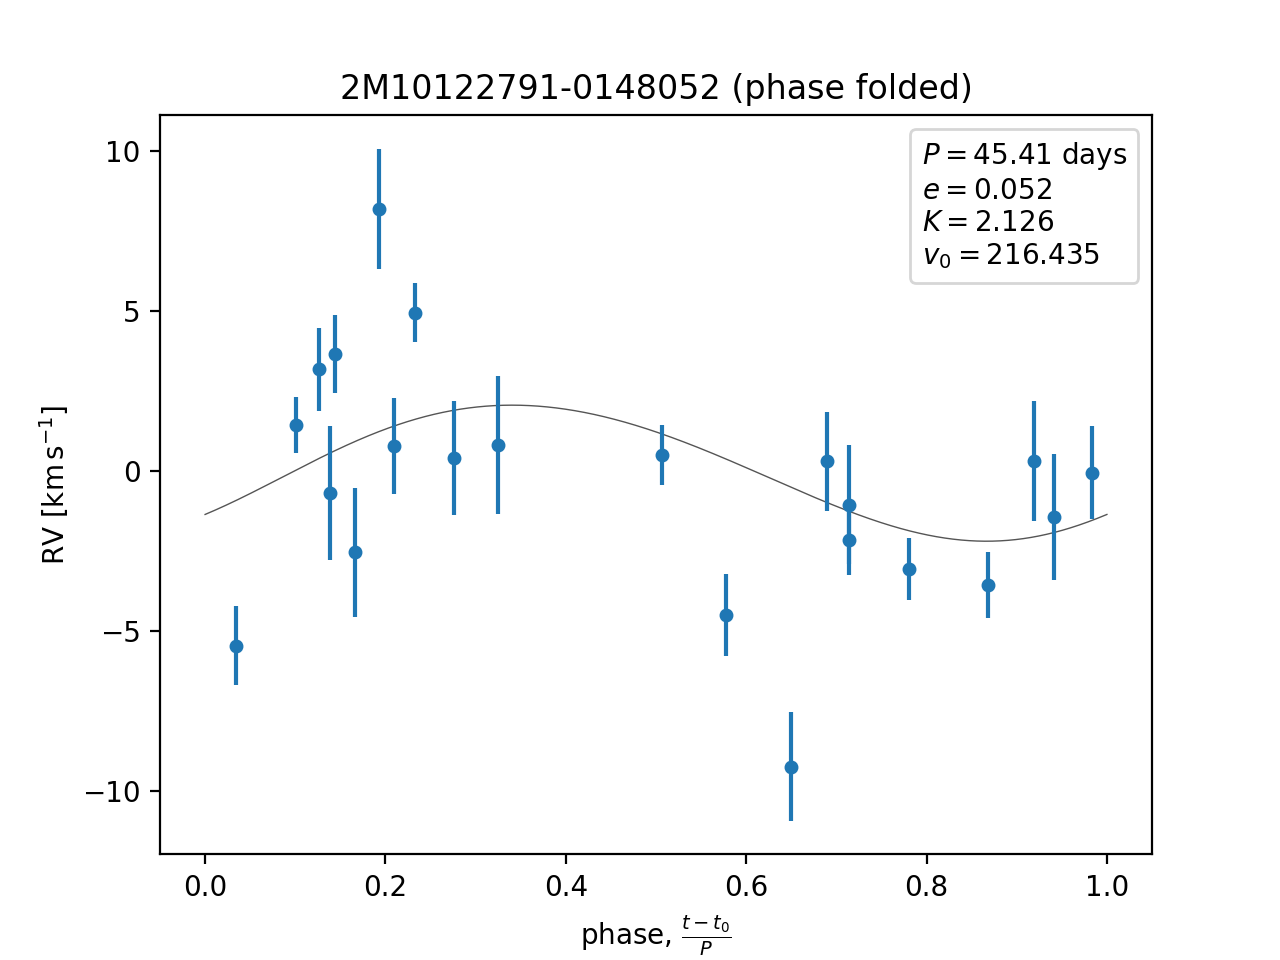 2M10122791-0148052 (phase folded)
P = 45.41 days
e = 0.052
K = 2.126
v₀ = 216.435
RV [km s⁻¹]
10
5
0
−5
−10
0.0 0.2 0.4 0.6 0.8 1.0
phase, (t − t₀)/P